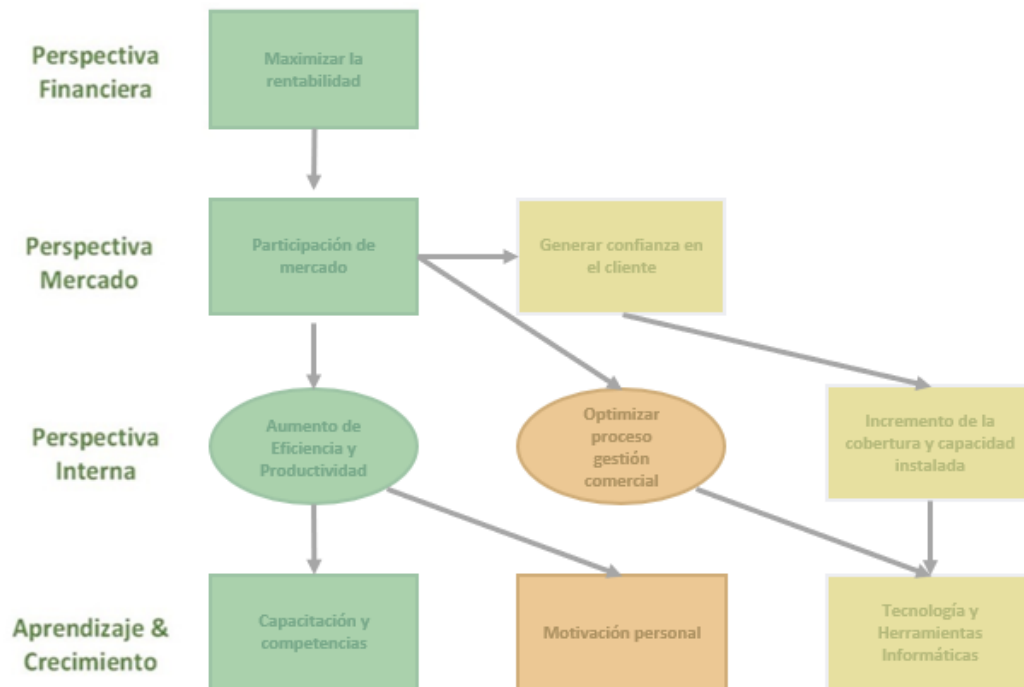 Perspectiva
Financiera
Maximizar la
rentabilidad
Perspectiva
Mercado
Participación de
mercado
Generar confianza en
el cliente
Perspectiva
Interna
Aumento de
Eficiencia y
Productividad
Optimizar
proceso
gestión
comercial
Incremento de la
cobertura y capacidad
instalada
Aprendizaje &
Crecimiento
Capacitación y
competencias
Motivación personal
Tecnología y
Herramientas
Informáticas